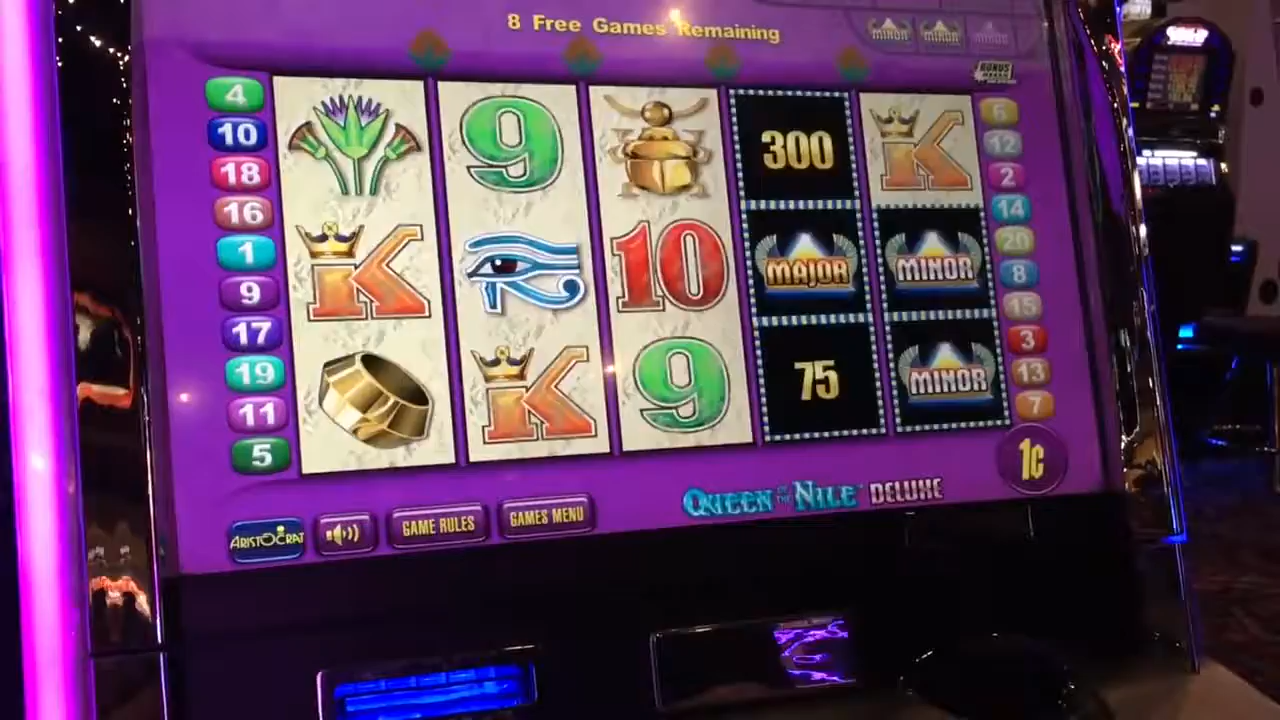 8 Free Games Remaining
MINOR
MINOR
MINOR
BONUS
4
10
18
16
1
9
17
19
11
5
9
300
K
K
10
MAJOR
MINOR
K
9
75
MINOR
6
12
2
14
20
8
15
3
13
7
1¢
QUEEN OF THE NILE DELUXE
ARISTOCRAT
GAME RULES
GAMES MENU